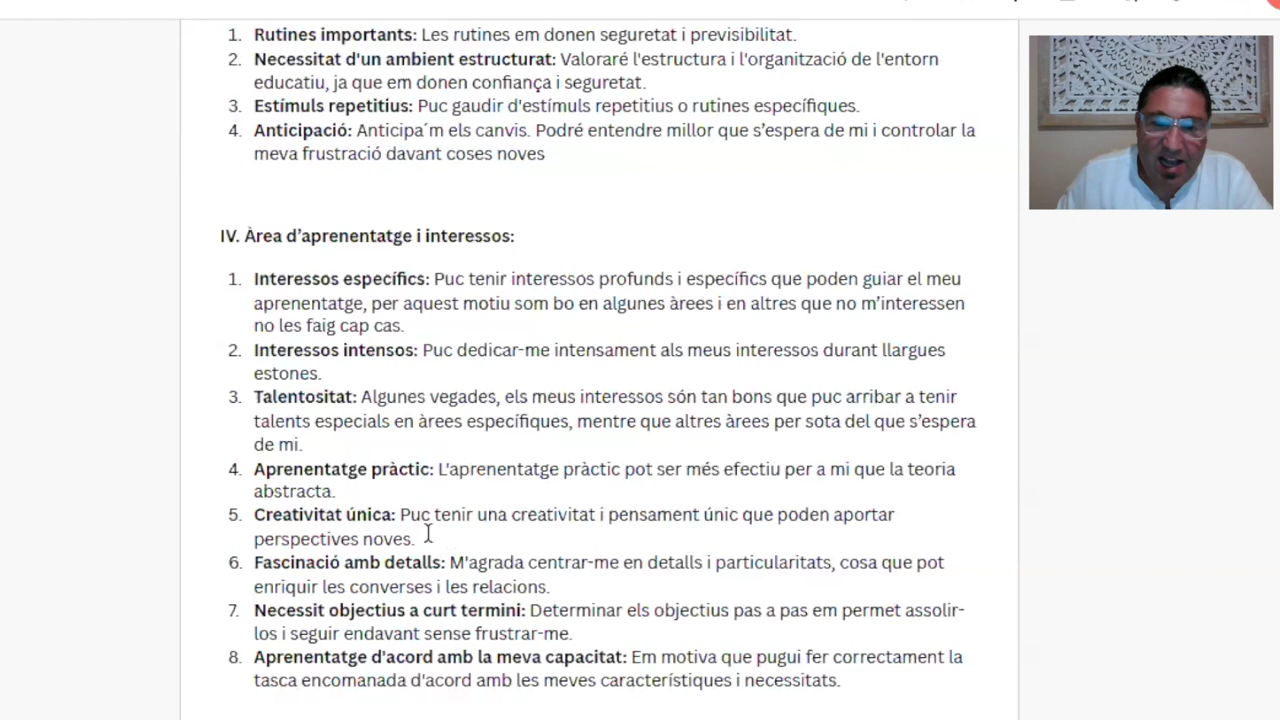 1. Rutines importants: Les rutines em donen seguretat i previsibilitat.
2. Necessitat d'un ambient estructurat: Valoraré l'estructura i l'organització de l'entorn
educatiu, ja que em donen confiança i seguretat.
3. Estímuls repetitius: Puc gaudir d'estímuls repetitius o rutines específiques.
4. Anticipació: Anticipa´m els canvis. Podré entendre millor que s’espera de mi i controlar la
meva frustració davant coses noves
IV. Àrea d’aprenentatge i interessos:
1. Interessos específics: Puc tenir interessos profunds i específics que poden guiar el meu
aprenentatge, per aquest motiu som bo en algunes àrees i en altres que no m’interessen
no les faig cap cas.
2. Interessos intensos: Puc dedicar-me intensament als meus interessos durant llargues
estones.
3. Talentositat: Algunes vegades, els meus interessos són tan bons que puc arribar a tenir
talents especials en àrees específiques, mentre que altres àrees per sota del que s’espera
de mi.
4. Aprenentatge pràctic: L'aprenentatge pràctic pot ser més efectiu per a mi que la teoria
abstracta.
5. Creativitat única: Puc tenir una creativitat i pensament únic que poden aportar
perspectives noves.
6. Fascinació amb detalls: M'agrada centrar-me en detalls i particularitats, cosa que pot
enriquir les converses i les relacions.
7. Necessit objectius a curt termini: Determinar els objectius pas a pas em permet assolir-
los i seguir endavant sense frustrar-me.
8. Aprenentatge d'acord amb la meva capacitat: Em motiva que pugui fer correctament la
tasca encomanada d'acord amb les meves característiques i necessitats.